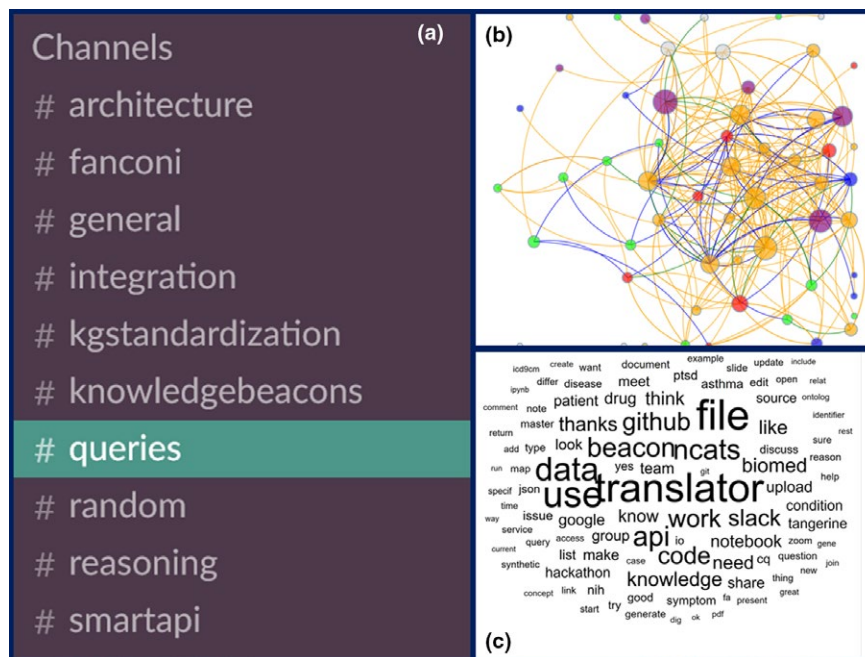 Channels (a)
# architecture
# fanconi
# general
# integration
# kgstandardization
# knowledgebeacons
# queries
# random
# reasoning
# smartapi
(b)
icd9cm create want document example slide update include
ipynb differ disease meet ptsd asthma edit open relat
comment note patient drug think source ontolog
return master thanks github file like identifier
add type look beacon ncats discuss sure rest
run map data yes team git biomed reason
specif json use translator upload help
time issue google know work slack condition
way service group api io notebook tangerine
current query access code need cq zoom gene
synthetic list make case question join
hackathon knowledge share thing new
concept link nih good symptom fa present great
start try generate dig ok pdf
(c)